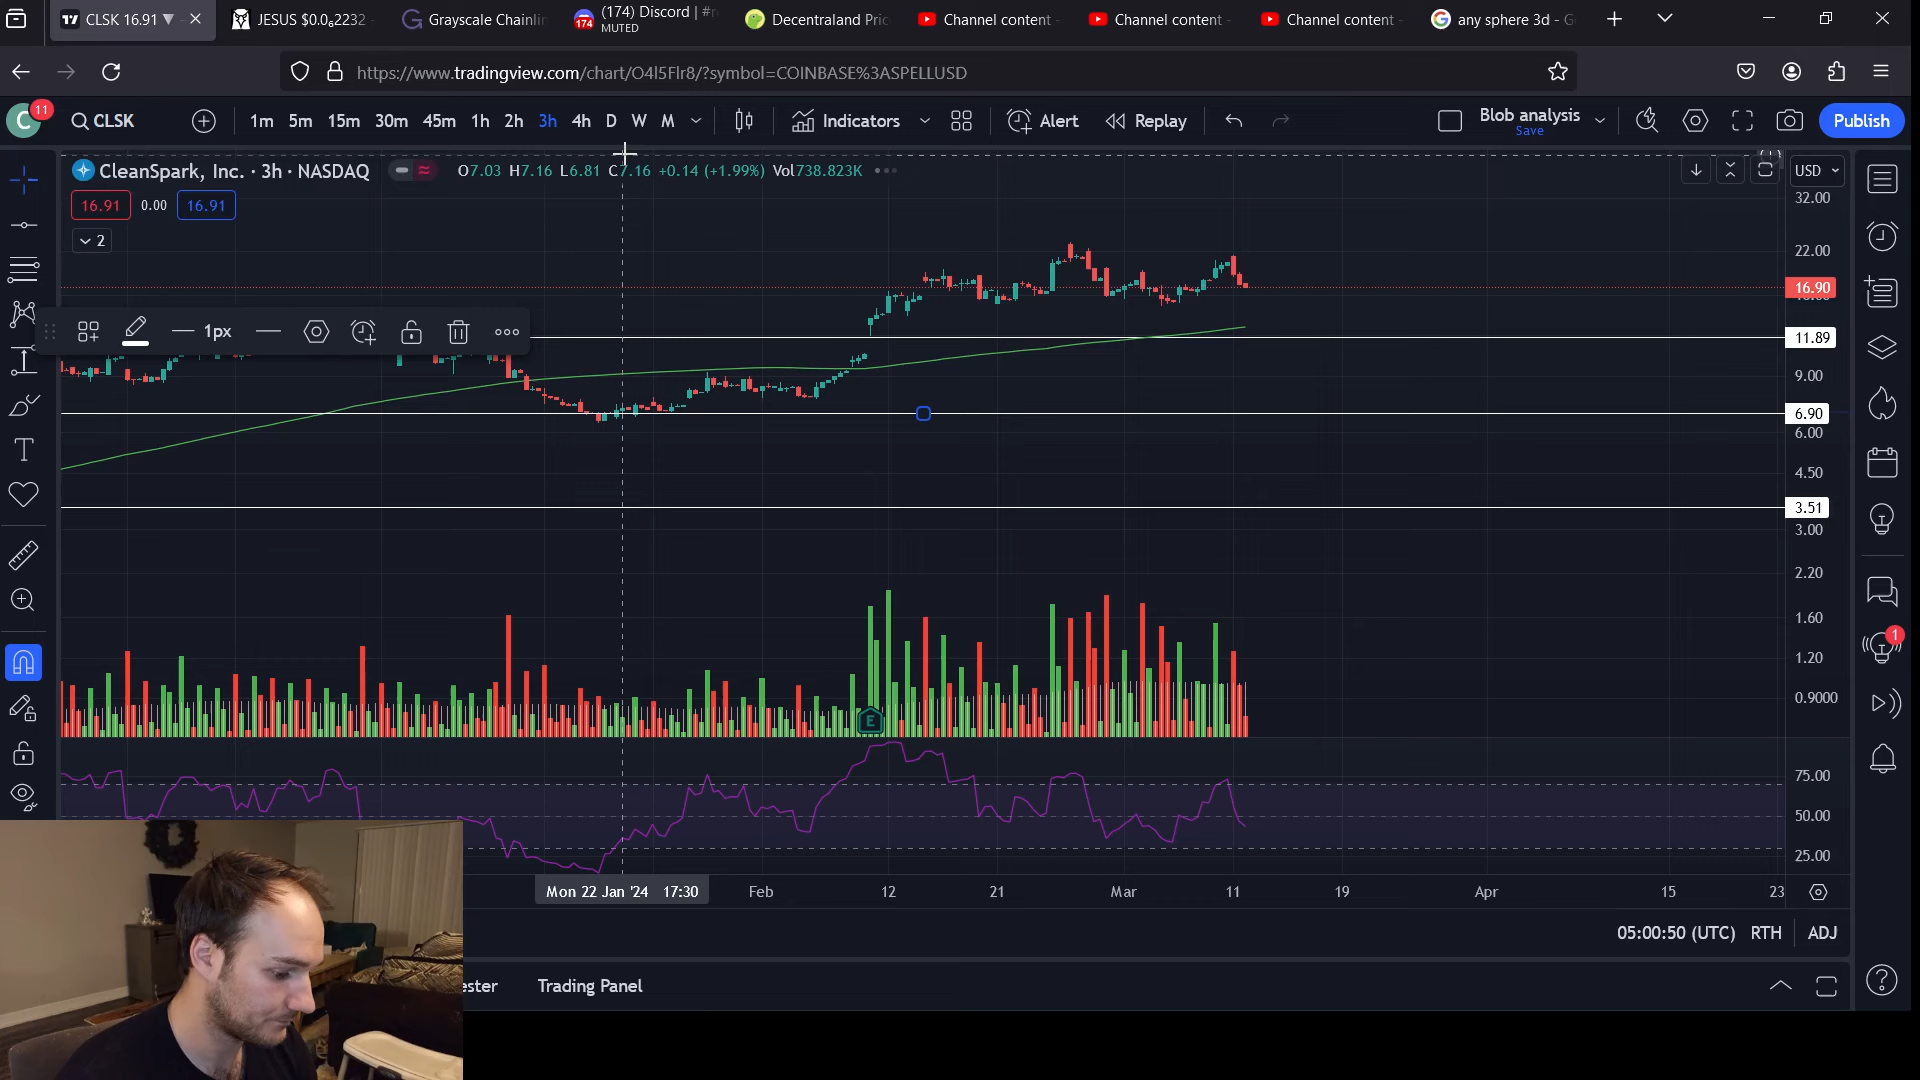 CLSK 16.91 ▼
JESUS $0.0₆2232 -
Grayscale Chainlin
(174) Discord | #r
MUTED
174
Decentraland Pric
Channel content -
Channel content -
Channel content -
any sphere 3d - G
https://www.tradingview.com/chart/O4l5Flr8/?symbol=COINBASE%3ASPELLUSD
C
11
CLSK
1m 5m 15m 30m 45m 1h 2h 3h 4h D W M
Indicators
Alert
Replay
Blob analysis
Save
Publish
CleanSpark, Inc. · 3h · NASDAQ
O7.03 H7.16 L6.81 C7.16 +0.14 (+1.99%) Vol738.823K
USD
16.91 0.00 16.91
2
1px
32.00
22.00
16.90
11.89
9.00
6.90
6.00
4.50
3.51
3.00
2.20
1.60
1.20
0.9000
E
75.00
50.00
25.00
1
Mon 22 Jan '24 17:30
Feb 12 21 Mar 11 19 Apr 15 23
05:00:50 (UTC) RTH ADJ
ester
Trading Panel